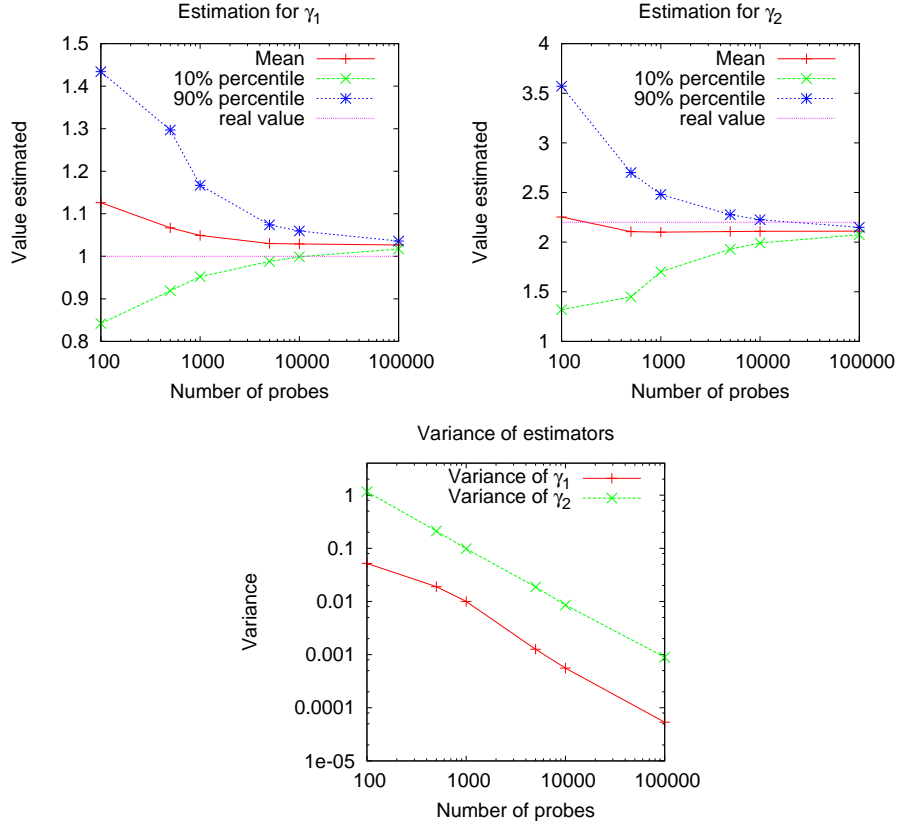 Estimation for γ1
1.5
1.4
1.3
1.2
1.1
1
0.9
0.8
100 1000 10000 100000
Value estimated
Number of probes
Mean
10% percentile
90% percentile
real value
Estimation for γ2
4
3.5
3
2.5
2
1.5
1
100 1000 10000 100000
Value estimated
Number of probes
Mean
10% percentile
90% percentile
real value
Variance of estimators
1
0.1
0.01
0.001
0.0001
1e-05
100 1000 10000 100000
Variance
Number of probes
Variance of γ1
Variance of γ2